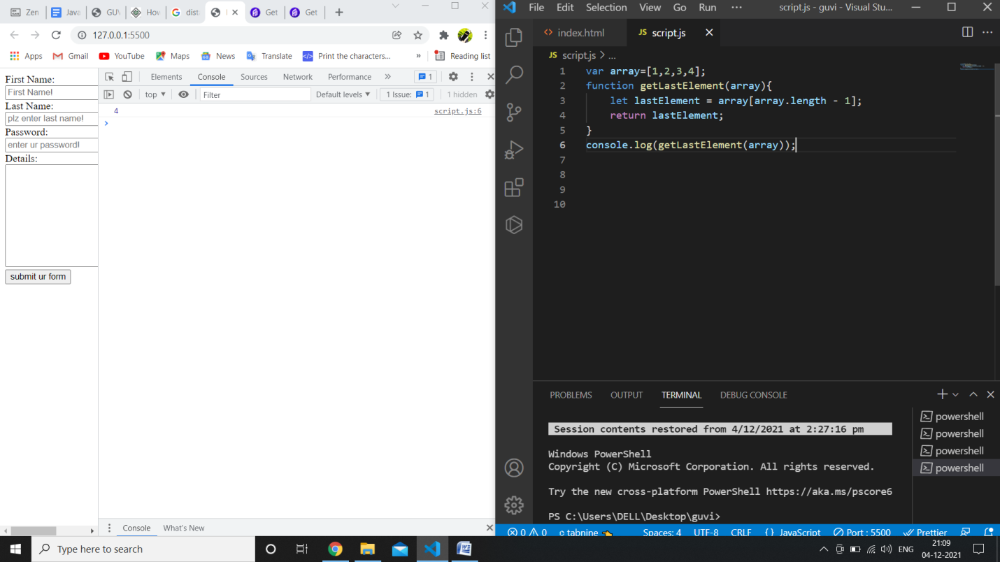 Zen
Java
GUV
How
dist
Get
Get
127.0.0.1:5500
Apps Gmail YouTube Maps News Translate Print the characters... » Reading list
First Name:
First Name!
Last Name:
plz enter last name!
Password:
enter ur password!
Details:
submit ur form
Elements Console Sources Network Performance » 1
top Filter Default levels 1 Issue: 1 1 hidden
4 script.js:6
Console What's New
File Edit Selection View Go Run ··· script.js - guvi - Visual Stu...
index.html JS script.js
JS script.js > ...
1 var array=[1,2,3,4];
2 function getLastElement(array){
3 let lastElement = array[array.length - 1];
4 return lastElement;
5 }
6 console.log(getLastElement(array));
7
8
9
10
PROBLEMS OUTPUT TERMINAL DEBUG CONSOLE
Session contents restored from 4/12/2021 at 2:27:16 pm
Windows PowerShell
Copyright (C) Microsoft Corporation. All rights reserved.
Try the new cross-platform PowerShell https://aka.ms/pscore6
PS C:\Users\DELL\Desktop\guvi>
powershell
powershell
powershell
powershell
0 0 tabnine Spaces: 4 UTF-8 CRLF {} JavaScript Port : 5500 Prettier
Type here to search
ENG
21:09
04-12-2021